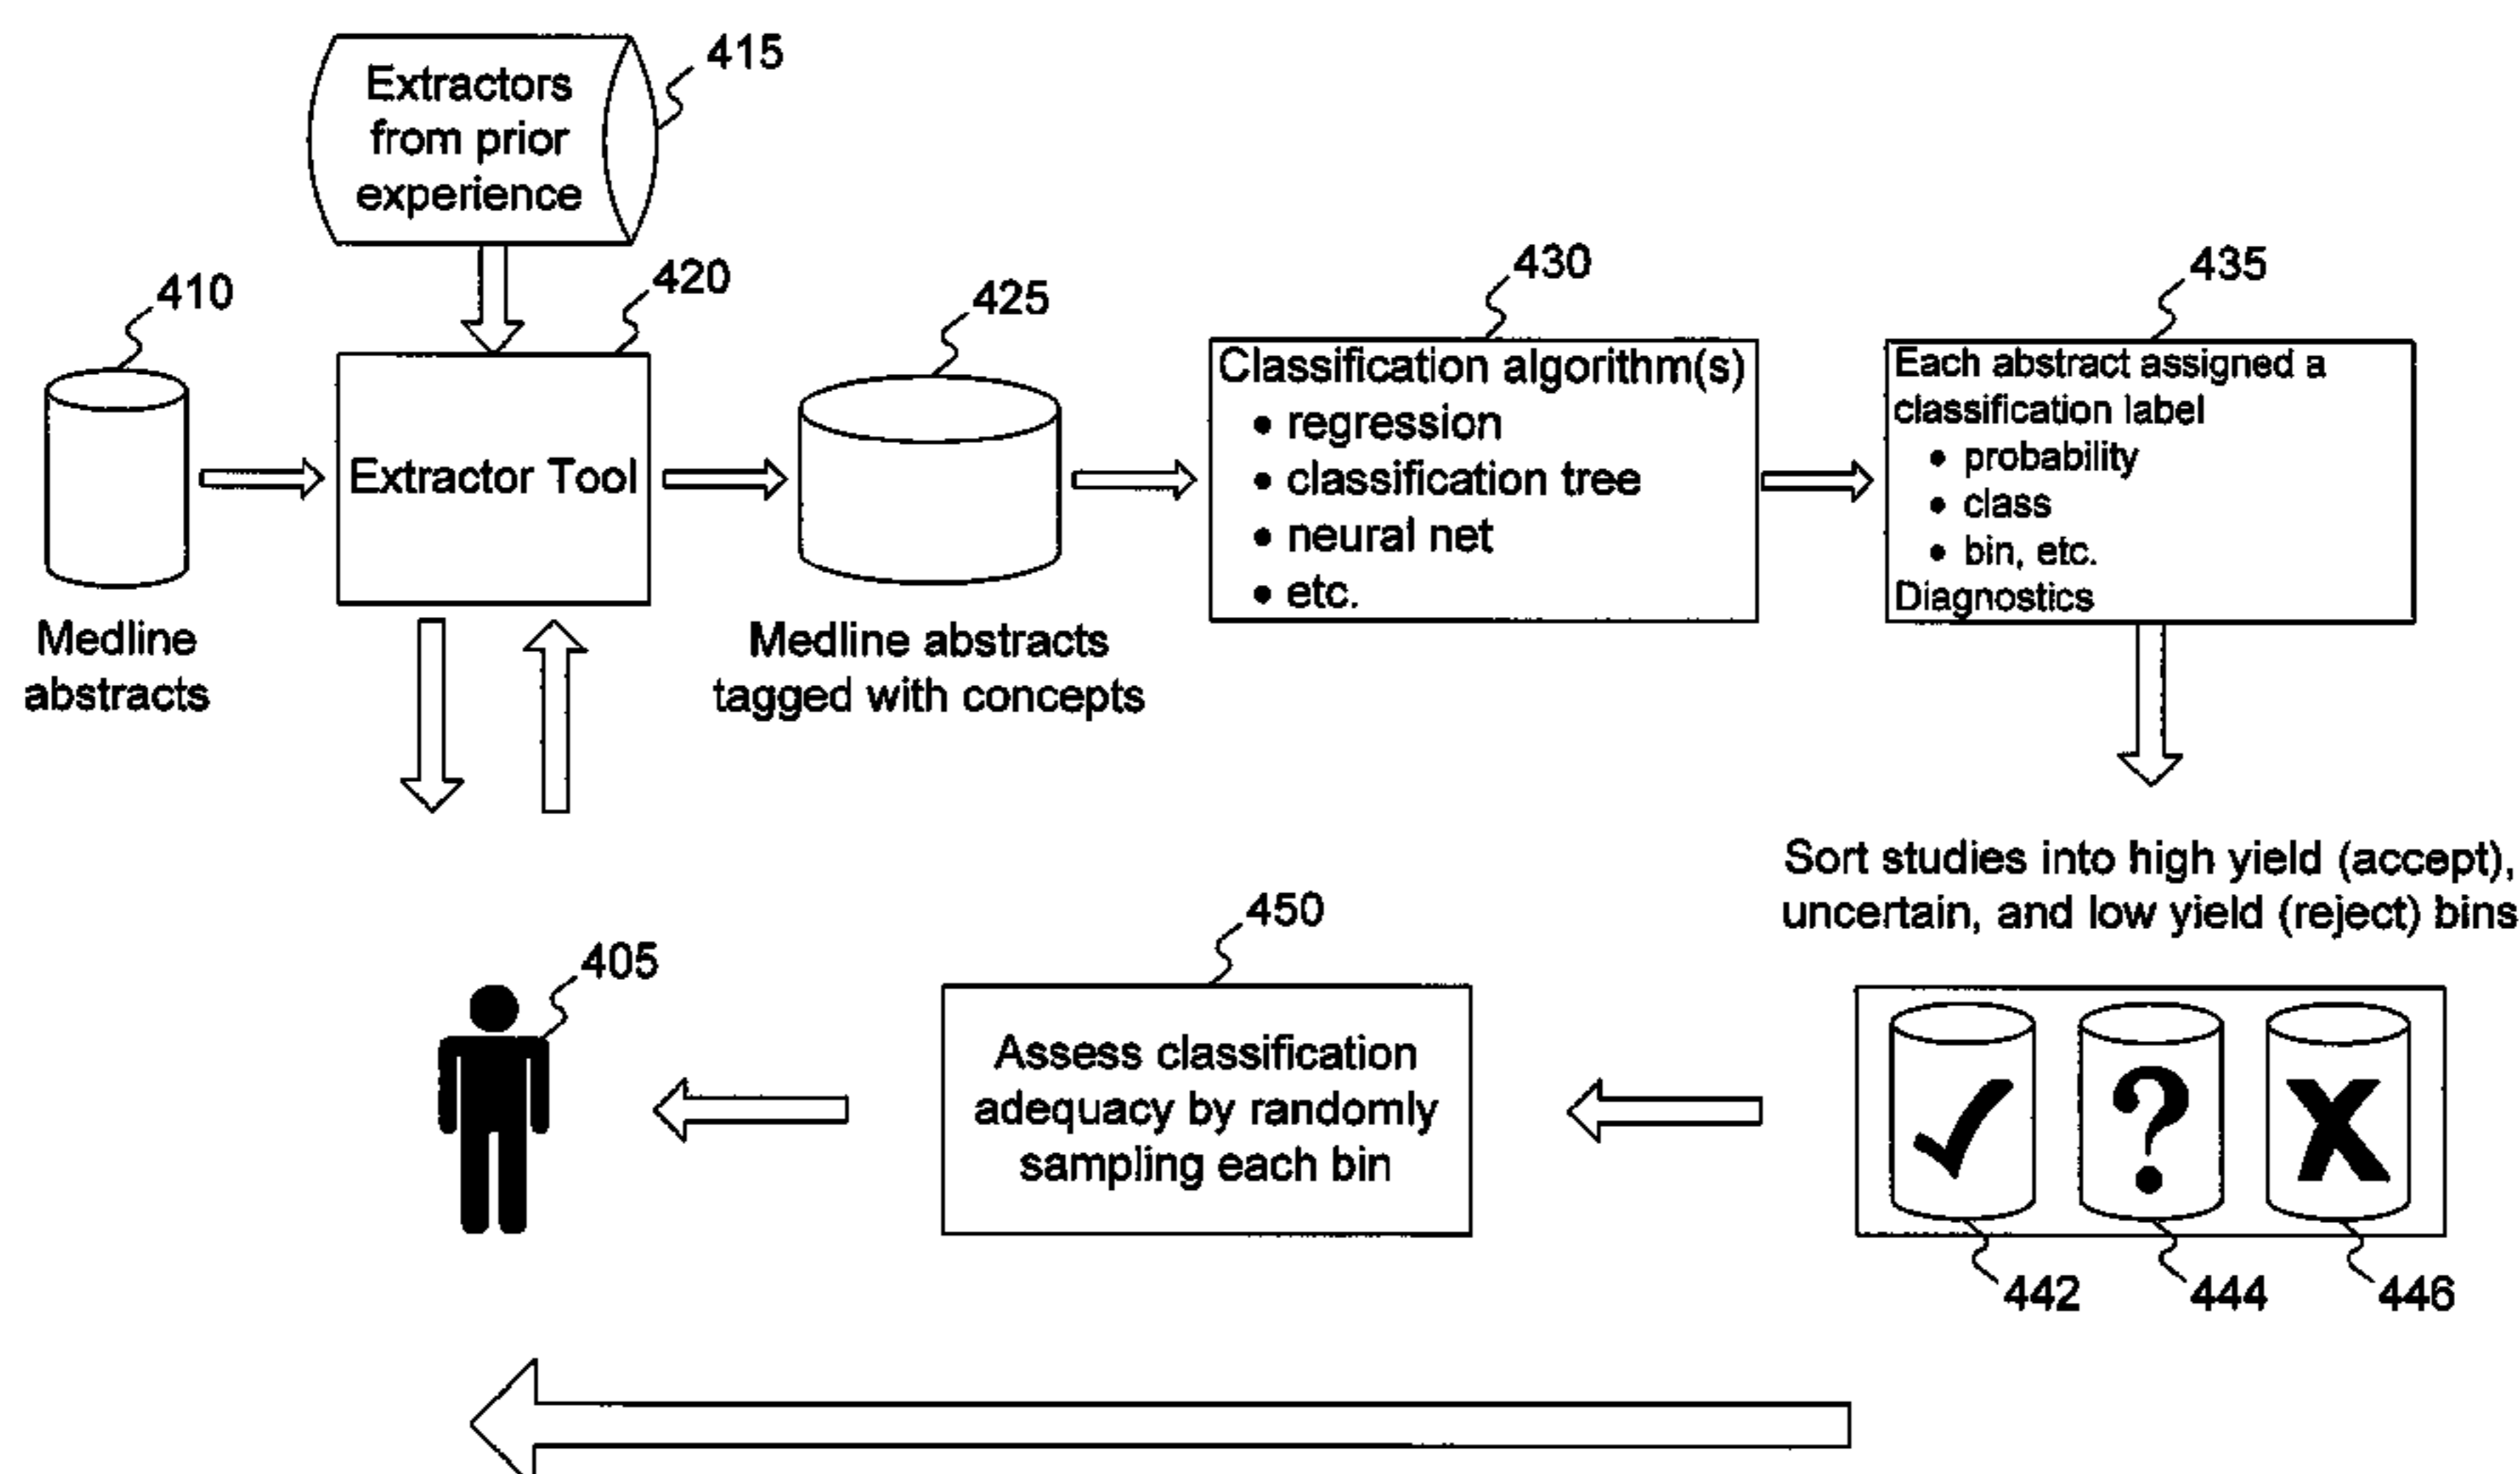 415
Extractors
from prior
experience
410
420
425
430
435
Extractor Tool
Classification algorithm(s)
• regression
• classification tree
• neural net
• etc.
Each abstract assigned a
classification label
• probability
• class
• bin, etc.
Diagnostics
Medline
abstracts
Medline abstracts
tagged with concepts
Sort studies into high yield (accept),
uncertain, and low yield (reject) bins
405
450
Assess classification
adequacy by randomly
sampling each bin
?
442
444
446